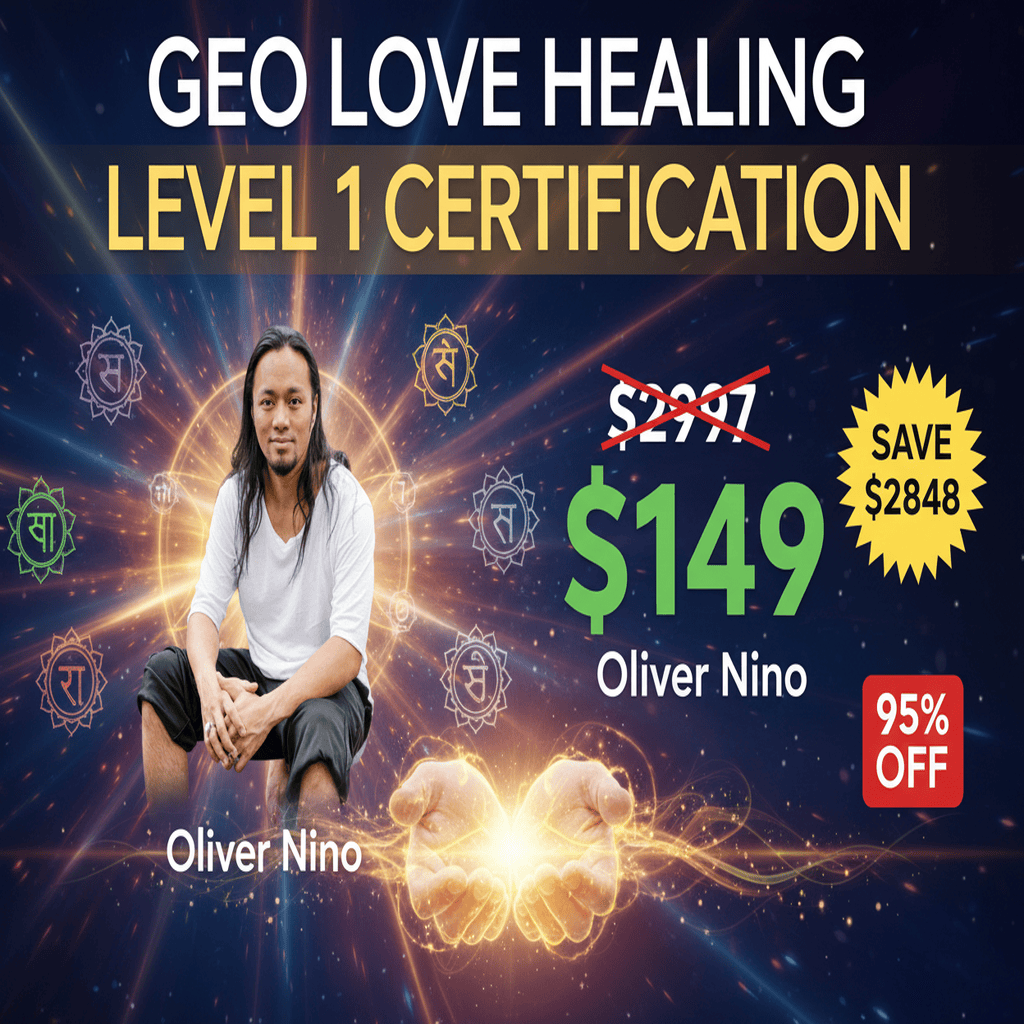 GEO LOVE HEALING
LEVEL 1 CERTIFICATION
स
से
$2997
SAVE
$2848
$149
षा
स
Oliver Nino
रा
से
95%
OFF
Oliver Nino